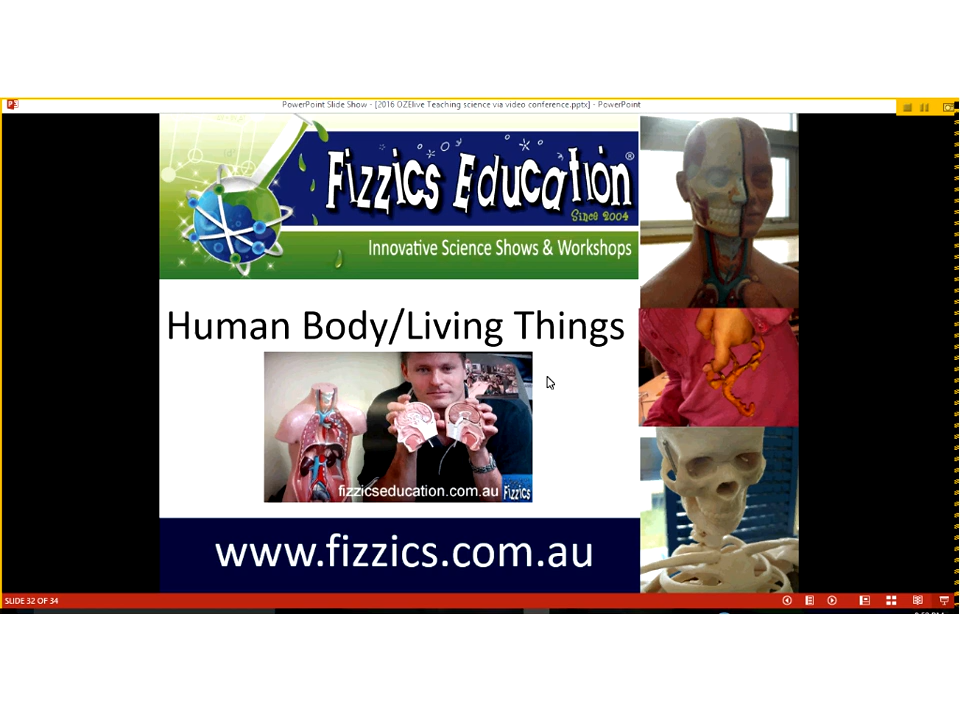 PowerPoint Slide Show - [2016 OZElive Teaching science via video conference.pptx] - PowerPoint
Fizzics Education®
Since 2004
Innovative Science Shows & Workshops
Human Body/Living Things
fizzicseducation.com.au Fizzics
www.fizzics.com.au
SLIDE 32 OF 34